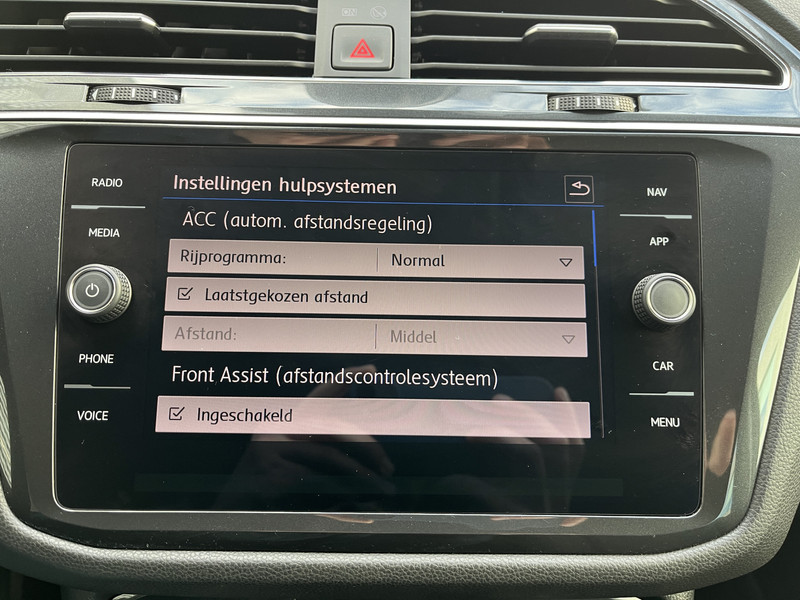 RADIO
MEDIA
PHONE
VOICE
Instellingen hulpsystemen
ACC (autom. afstandsregeling)
Rijprogramma: Normal
Laatstgekozen afstand
Afstand: Middel
Front Assist (afstandscontrolesysteem)
Ingeschakeld
NAV
APP
CAR
MENU